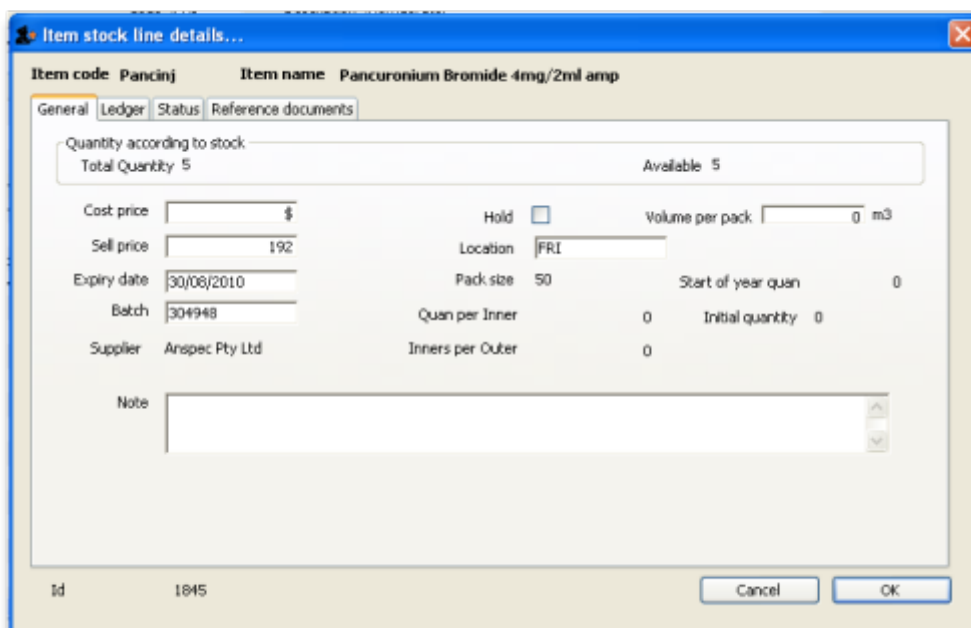 Item stock line details...
Item code Pancinj Item name Pancuronium Bromide 4mg/2ml amp
General Ledger Status Reference documents
Quantity according to stock
Total Quantity 5 Available 5
Cost price $ Hold Volume per pack 0 m3
Sell price 192 Location FRI
Expiry date 30/08/2010 Pack size 50 Start of year quan 0
Batch 304948 Quan per Inner 0 Initial quantity 0
Supplier Anspec Pty Ltd Inners per Outer 0
Note
Id 1845 Cancel OK